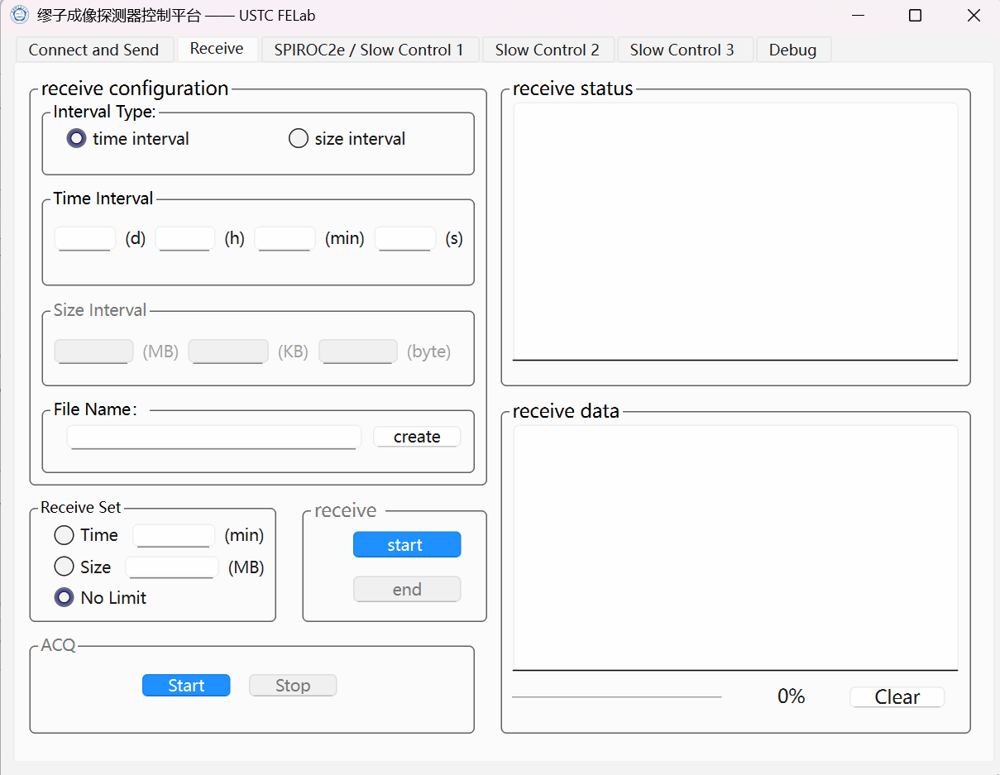 缪子成像探测器控制平台 —— USTC FELab
Connect and Send Receive SPIROC2e / Slow Control 1 Slow Control 2 Slow Control 3 Debug
receive configuration
Interval Type:
time interval size interval
Time Interval
(d) (h) (min) (s)
Size Interval
(MB) (KB) (byte)
File Name:
create
Receive Set
Time (min)
Size (MB)
No Limit
receive
start
end
ACQ
Start Stop
receive status
receive data
0% Clear